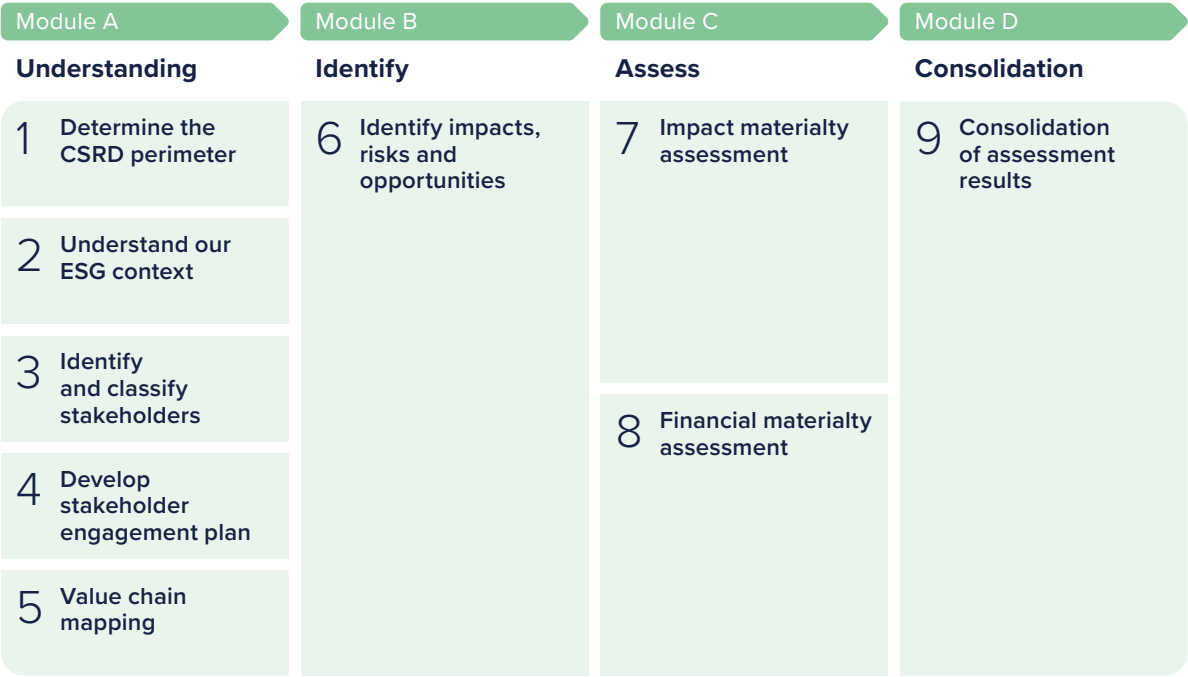 Module A
Understanding
1 Determine the
CSRD perimeter
2 Understand our
ESG context
3 Identify
and classify
stakeholders
4 Develop
stakeholder
engagement plan
5 Value chain
mapping
Module B
Identify
6 Identify impacts,
risks and
opportunities
Module C
Assess
7 Impact materialty
assessment
8 Financial materialty
assessment
Module D
Consolidation
9 Consolidation
of assessment
results